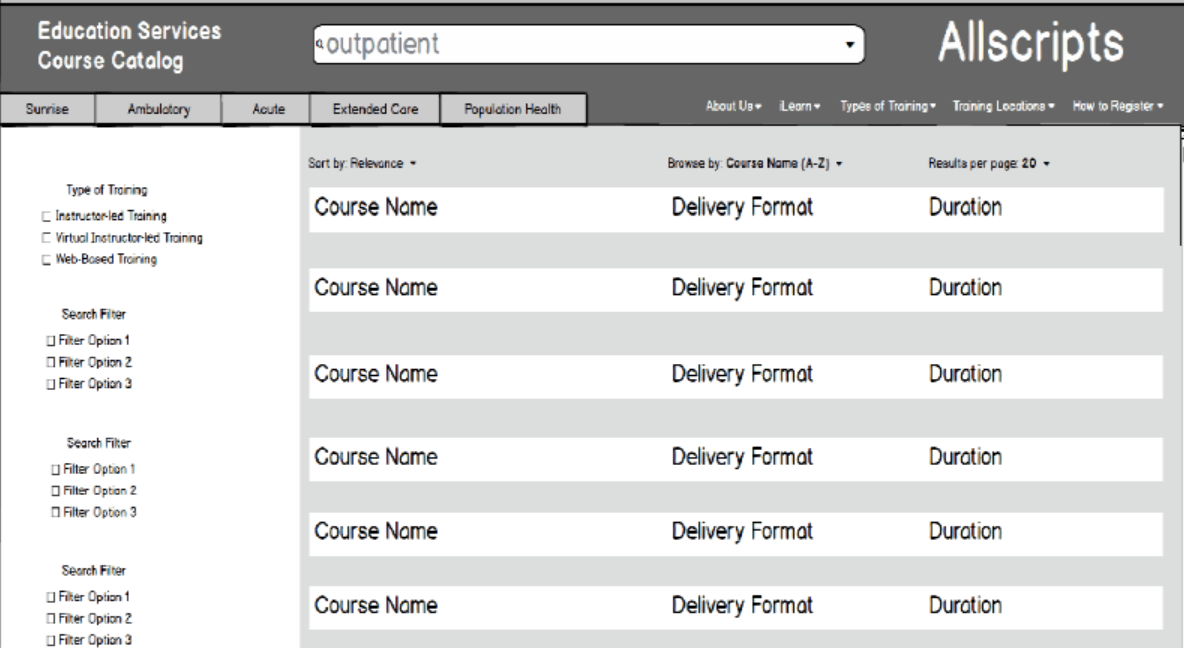 Education Services
Course Catalog
outpatient
Allscripts
Sunrise
Ambulatory
Acute
Extended Care
Population Health
About Us
iLearn
Types of Training
Training Locations
How to Register
Sort by: Relevance
Browse by: Course Name (A-Z)
Results per page: 20
Type of Training
Instructor-led Training
Virtual Instructor-led Training
Web-Based Training
Search Filter
Filter Option 1
Filter Option 2
Filter Option 3
Search Filter
Filter Option 1
Filter Option 2
Filter Option 3
Search Filter
Filter Option 1
Filter Option 2
Filter Option 3
Course Name Delivery Format Duration
Course Name Delivery Format Duration
Course Name Delivery Format Duration
Course Name Delivery Format Duration
Course Name Delivery Format Duration
Course Name Delivery Format Duration